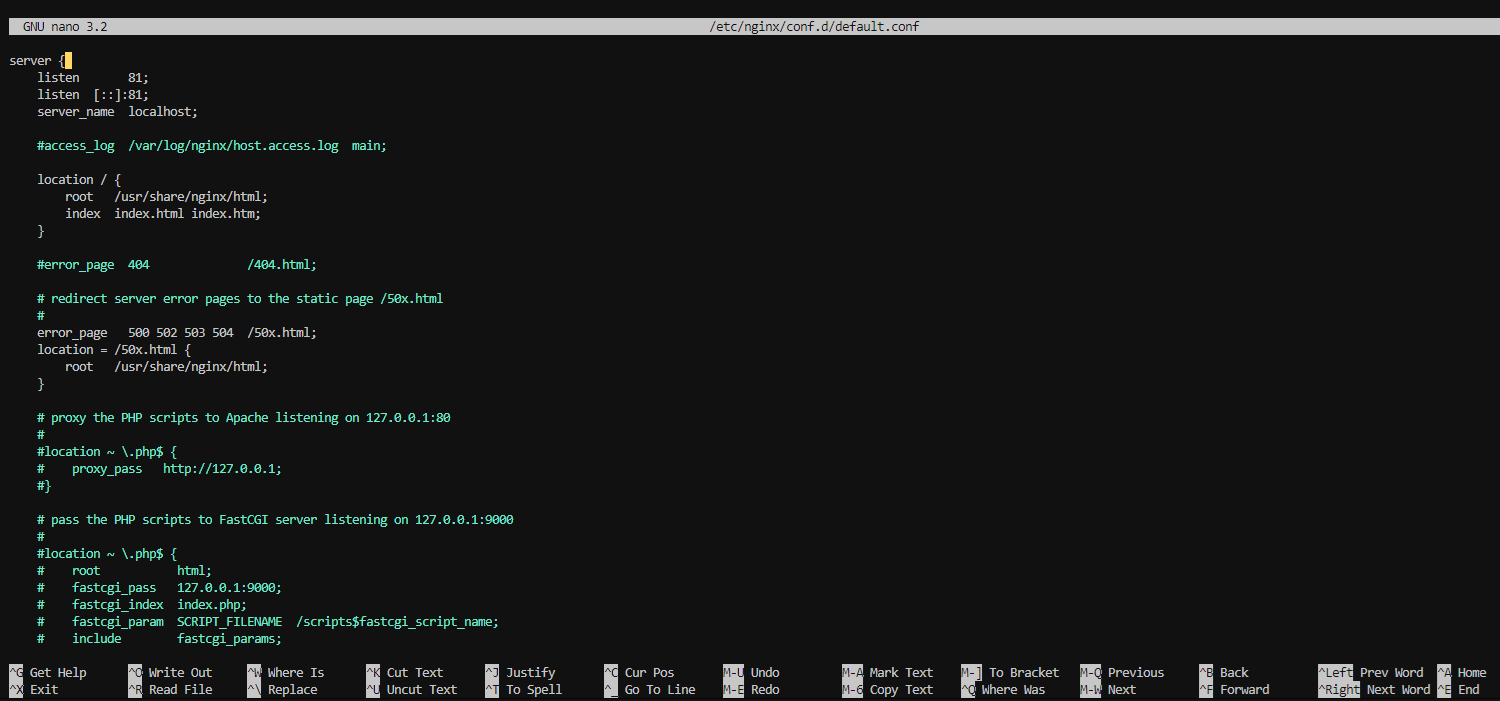 GNU nano 3.2 /etc/nginx/conf.d/default.conf
server {
    listen       81;
    listen  [::]:81;
    server_name  localhost;
    #access_log  /var/log/nginx/host.access.log  main;
    location / {
        root   /usr/share/nginx/html;
        index  index.html index.htm;
    }
    #error_page  404              /404.html;
    # redirect server error pages to the static page /50x.html
    #
    error_page   500 502 503 504  /50x.html;
    location = /50x.html {
        root   /usr/share/nginx/html;
    }
    # proxy the PHP scripts to Apache listening on 127.0.0.1:80
    #
    #location ~ \.php$ {
    #    proxy_pass   http://127.0.0.1;
    #}
    # pass the PHP scripts to FastCGI server listening on 127.0.0.1:9000
    #
    #location ~ \.php$ {
    #    root           html;
    #    fastcgi_pass   127.0.0.1:9000;
    #    fastcgi_index  index.php;
    #    fastcgi_param  SCRIPT_FILENAME  /scripts$fastcgi_script_name;
    #    include        fastcgi_params;
^G Get Help ^O Write Out ^W Where Is ^K Cut Text ^J Justify ^C Cur Pos M-U Undo M-A Mark Text M-] To Bracket M-Q Previous ^B Back ^Left Prev Word ^A Home
^X Exit ^R Read File ^\ Replace ^U Uncut Text ^T To Spell ^_ Go To Line M-E Redo M-6 Copy Text ^Q Where Was M-W Next ^F Forward ^Right Next Word ^E End